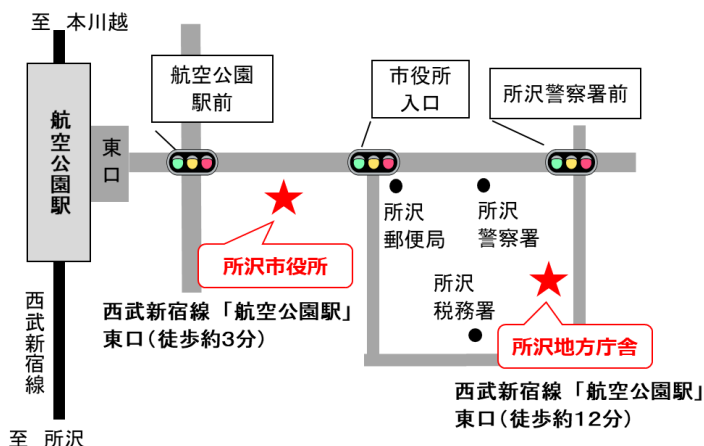 至 本川越
航空公園
駅前
市役所
入口
所沢警察署前
航空公園駅
東口
所沢
郵便局
所沢
警察署
所沢市役所
所沢
税務署
西武新宿線「航空公園駅」
東口(徒歩約3分)
所沢地方庁舎
西武新宿線
西武新宿線「航空公園駅」
東口(徒歩約12分)
至 所沢